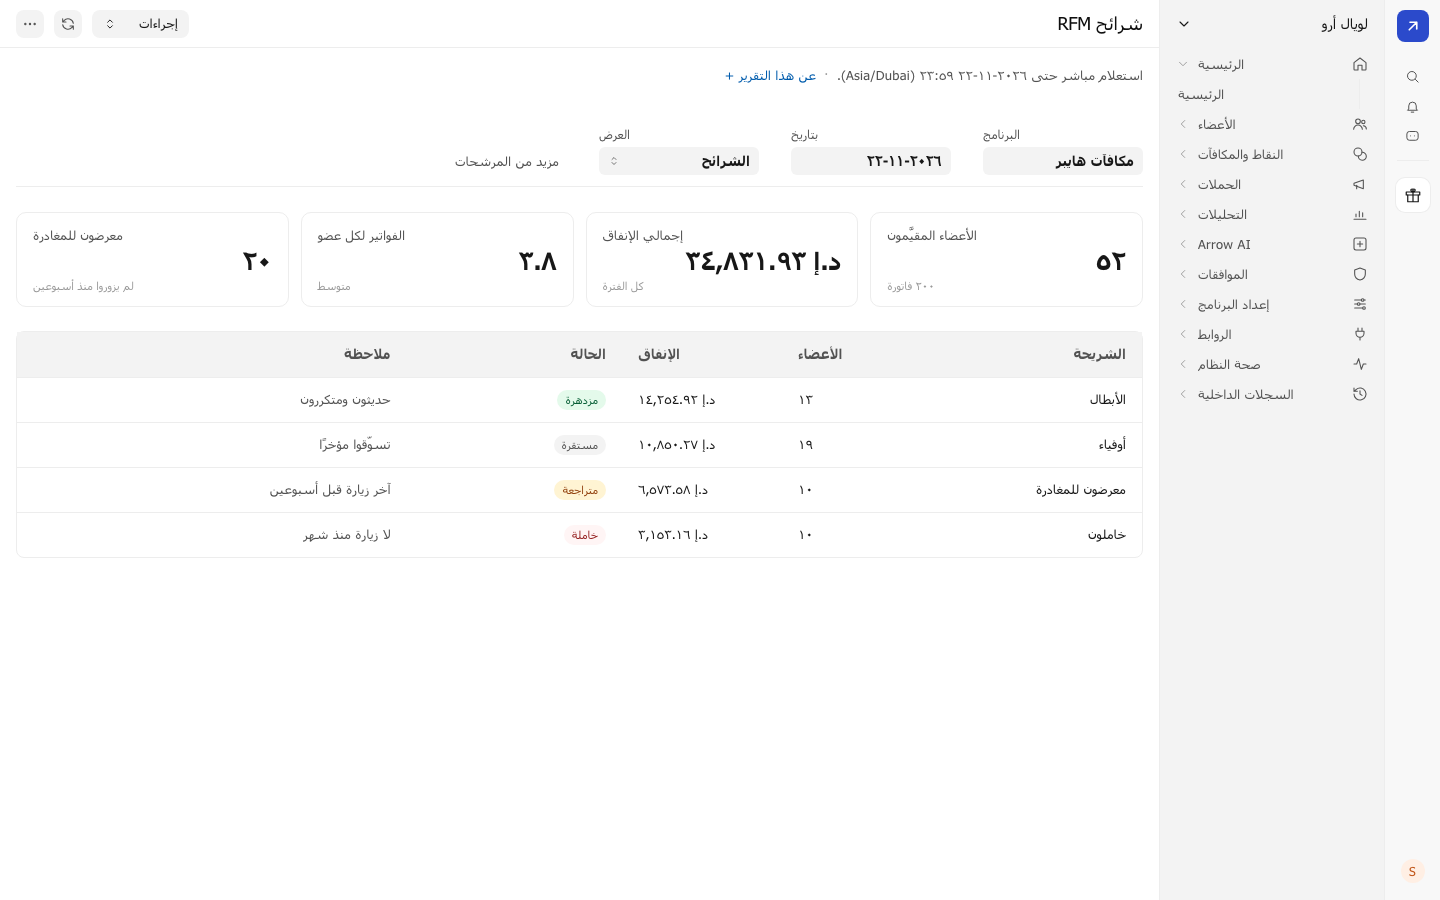 لويال أرو
الرئيسية
الرئيسية
الأعضاء
النقاط والمكافآت
الحملات
التحليلات
Arrow AI
الموافقات
إعداد البرنامج
الروابط
صحة النظام
السجلات الداخلية
S
شرائح RFM
إجراءات
استعلام مباشر حتى ٢٠٢٦-١١-٢٢ ٢٣:٥٩ (Asia/Dubai). · عن هذا التقرير +
البرنامج بتاريخ العرض
مكافآت هايبر ٢٠٢٦-١١-٢٢ الشرائح مزيد من المرشحات
الأعضاء المقيَّمون
٥٢
٢٠٠ فاتورة
إجمالي الإنفاق
د.إ ٣٤,٨٣١.٩٣
كل الفترة
الفواتير لكل عضو
٣.٨
متوسط
معرضون للمغادرة
٢٠
لم يزوروا منذ أسبوعين
الشريحة الأعضاء الإنفاق الحالة ملاحظة
الأبطال ١٣ د.إ ١٤,٢٥٤.٩٢ مزدهرة حديثون ومتكررون
أوفياء ١٩ د.إ ١٠,٨٥٠.٢٧ مستقرة تسوّقوا مؤخرًا
معرضون للمغادرة ١٠ د.إ ٦,٥٧٣.٥٨ متراجعة آخر زيارة قبل أسبوعين
خاملون ١٠ د.إ ٣,١٥٣.١٦ خاملة لا زيارة منذ شهر